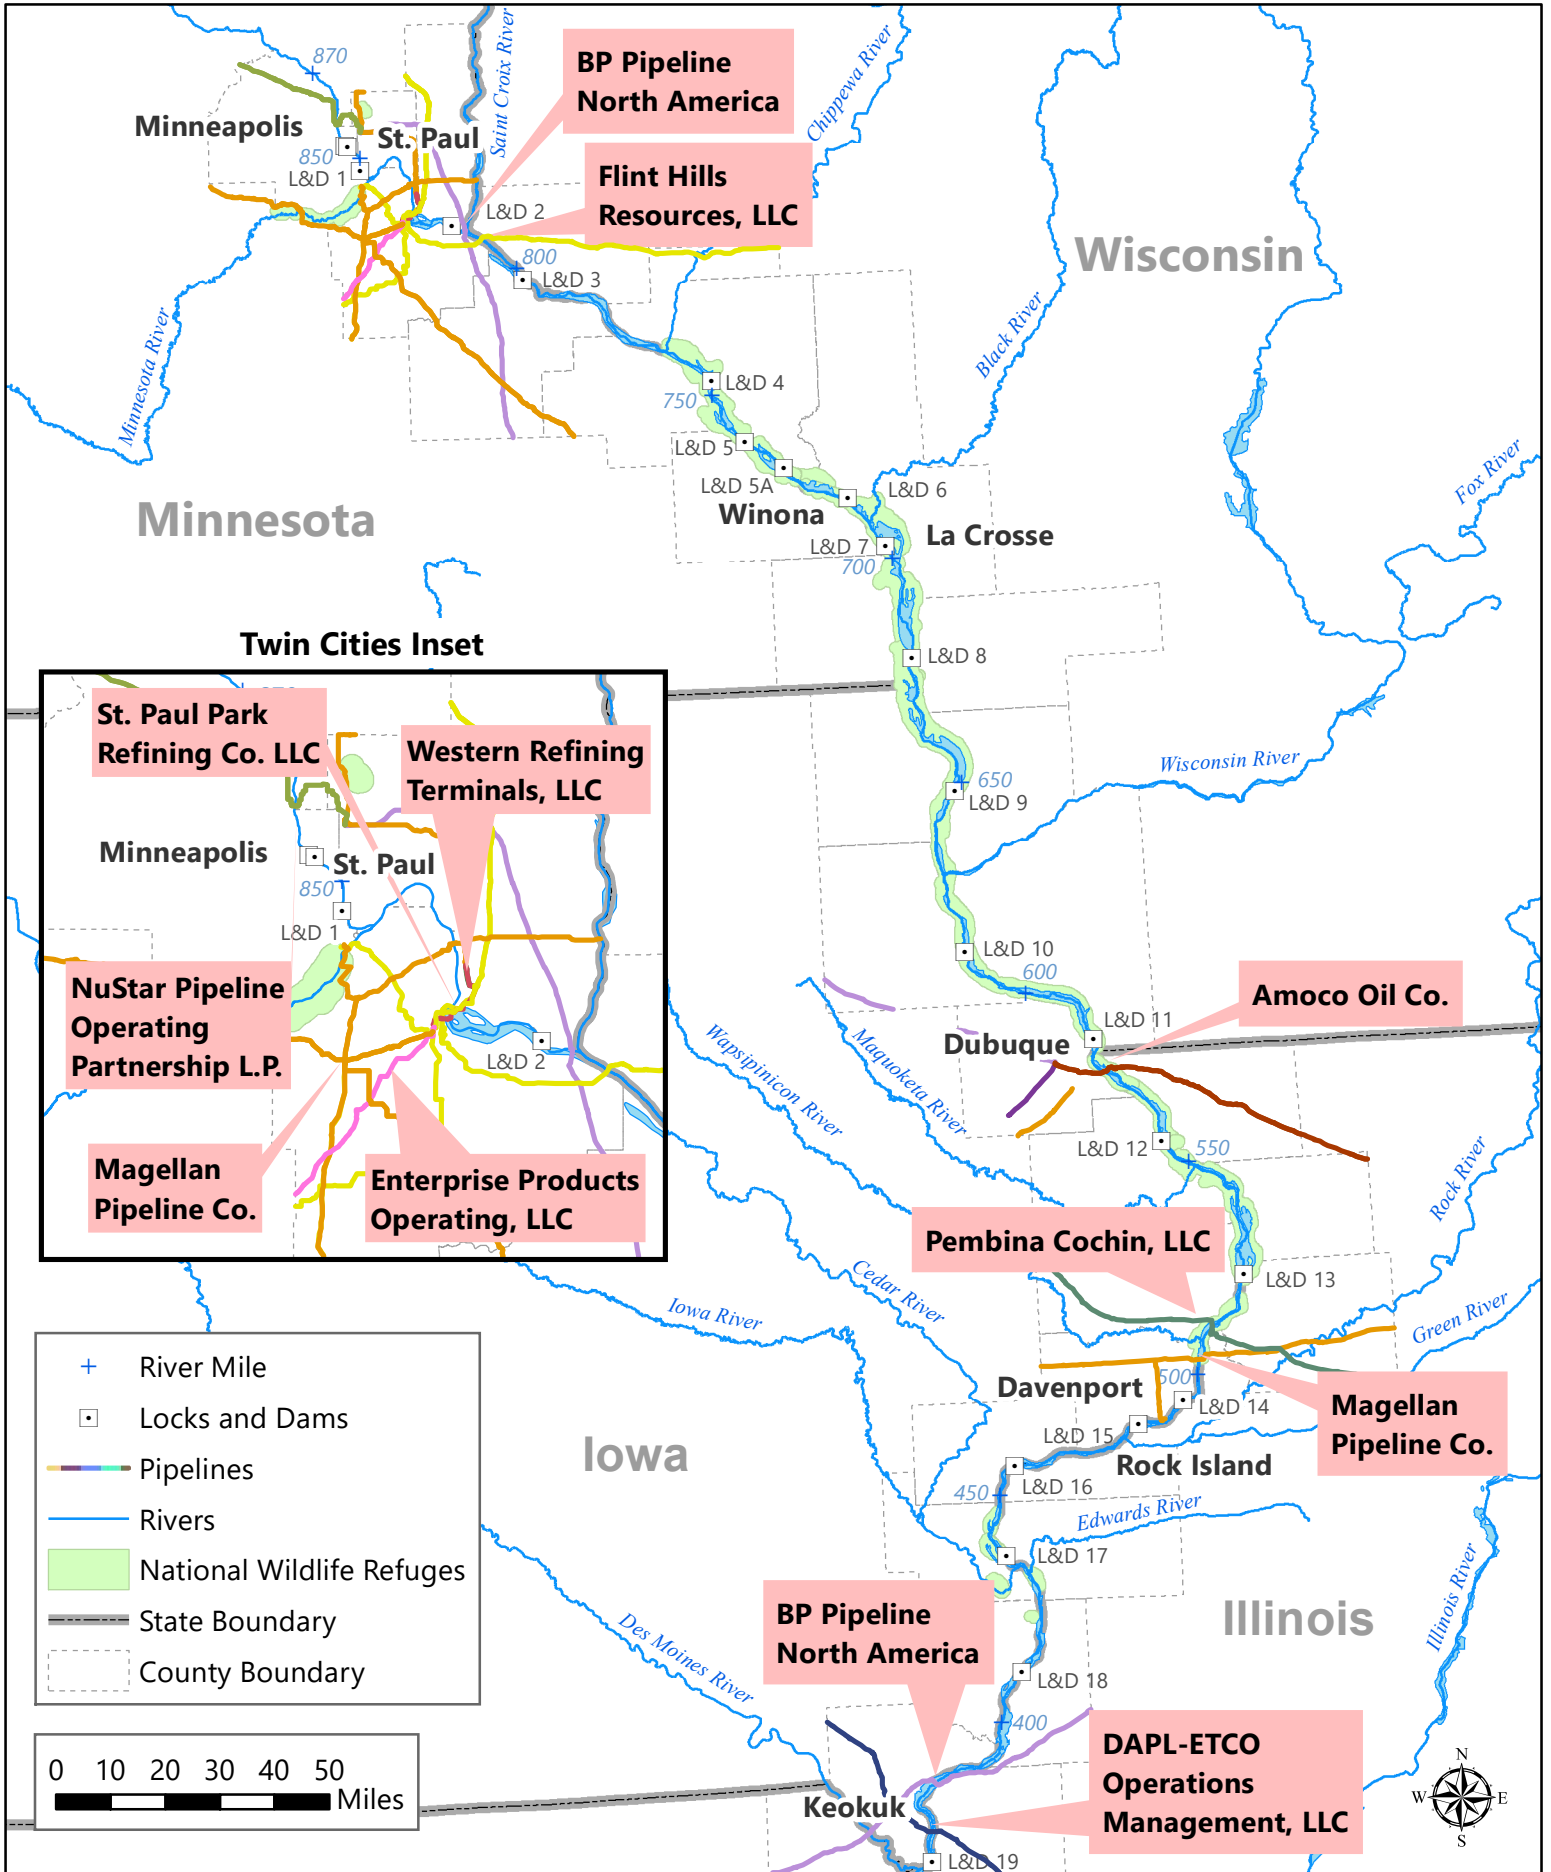 870
Saint Croix River
BP Pipeline
North America
Chippewa River
Minneapolis
St. Paul
850
L&D 1
Flint Hills
Resources, LLC
L&D 2
800
L&D 3
Wisconsin
Minnesota River
Black River
L&D 4
750
L&D 5
L&D 5A
L&D 6
Winona
Fox River
Minnesota
La Crosse
L&D 7
700
Twin Cities Inset
L&D 8
St. Paul Park
Refining Co. LLC
Western Refining
Terminals, LLC
Wisconsin River
650
L&D 9
Minneapolis
St. Paul
850
L&D 1
L&D 10
600
NuStar Pipeline
Operating
Partnership L.P.
L&D 2
Amoco Oil Co.
L&D 11
Dubuque
Wapsipinicon River
Maquoketa River
L&D 12
550
Magellan
Pipeline Co.
Enterprise Products
Operating, LLC
Rock River
Pembina Cochin, LLC
L&D 13
Cedar River
Iowa River
Green River
River Mile
Locks and Dams
Pipelines
Rivers
National Wildlife Refuges
State Boundary
County Boundary
Davenport
500
L&D 14
Magellan
Pipeline Co.
L&D 15
Iowa
Rock Island
L&D 16
450
Edwards River
L&D 17
Illinois River
BP Pipeline
North America
Illinois
Des Moines River
L&D 18
400
DAPL-ETCO
Operations
Management, LLC
0 10 20 30 40 50
Miles
Keokuk
L&D 19
N
W E
S